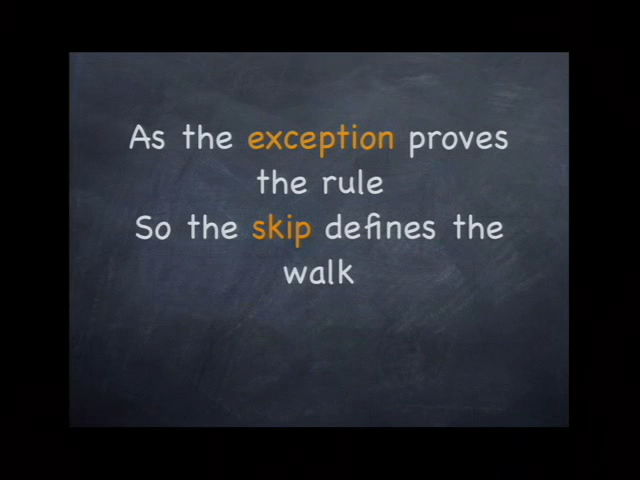 As the exception proves
the rule
So the skip defines the
walk